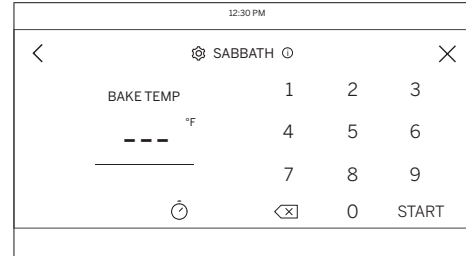 12:30 PM
SABBATH
BAKE TEMP
°F
1 2 3
4 5 6
7 8 9
0 START